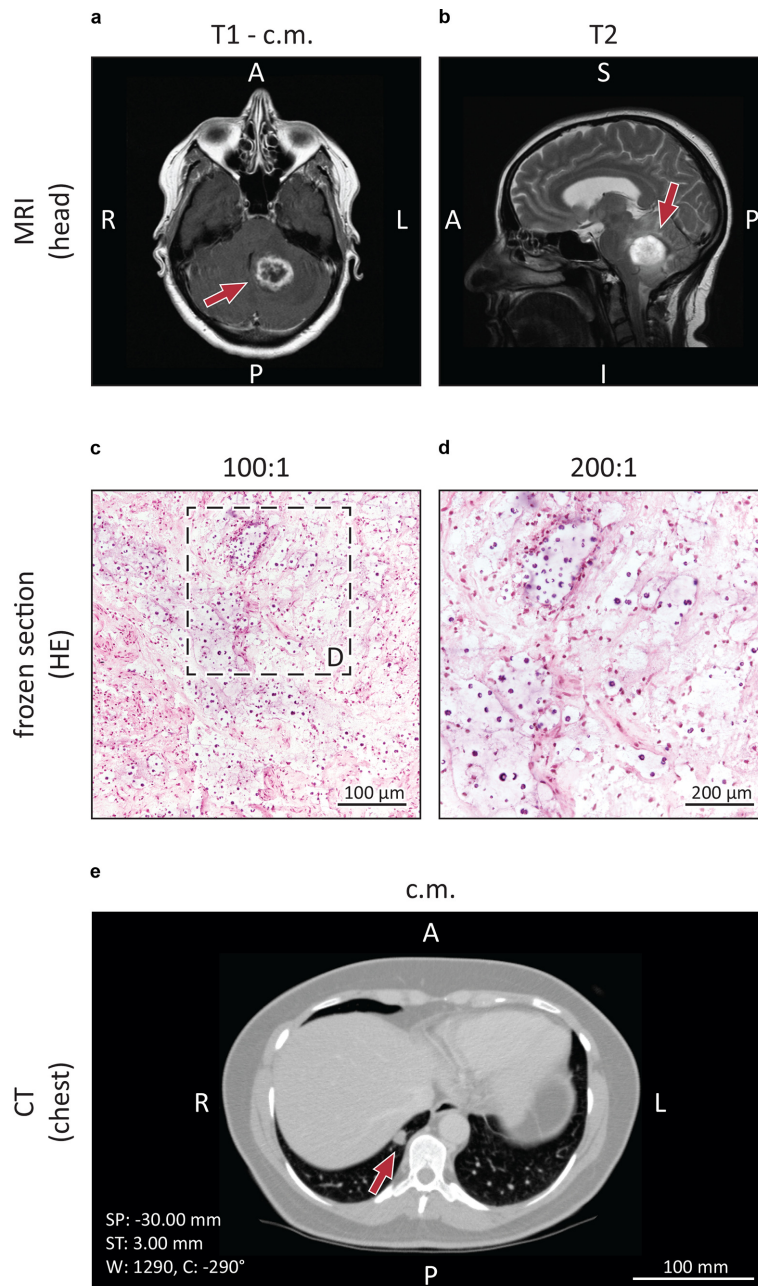 a
T1 - c.m.
b
T2
MRI
(head)
A
R
L
P
S
A
P
I
c
100:1
d
200:1
frozen section
(HE)
D
100 µm
200 µm
e
c.m.
CT
(chest)
A
R
L
SP: -30.00 mm
ST: 3.00 mm
W: 1290, C: -290°
P
100 mm